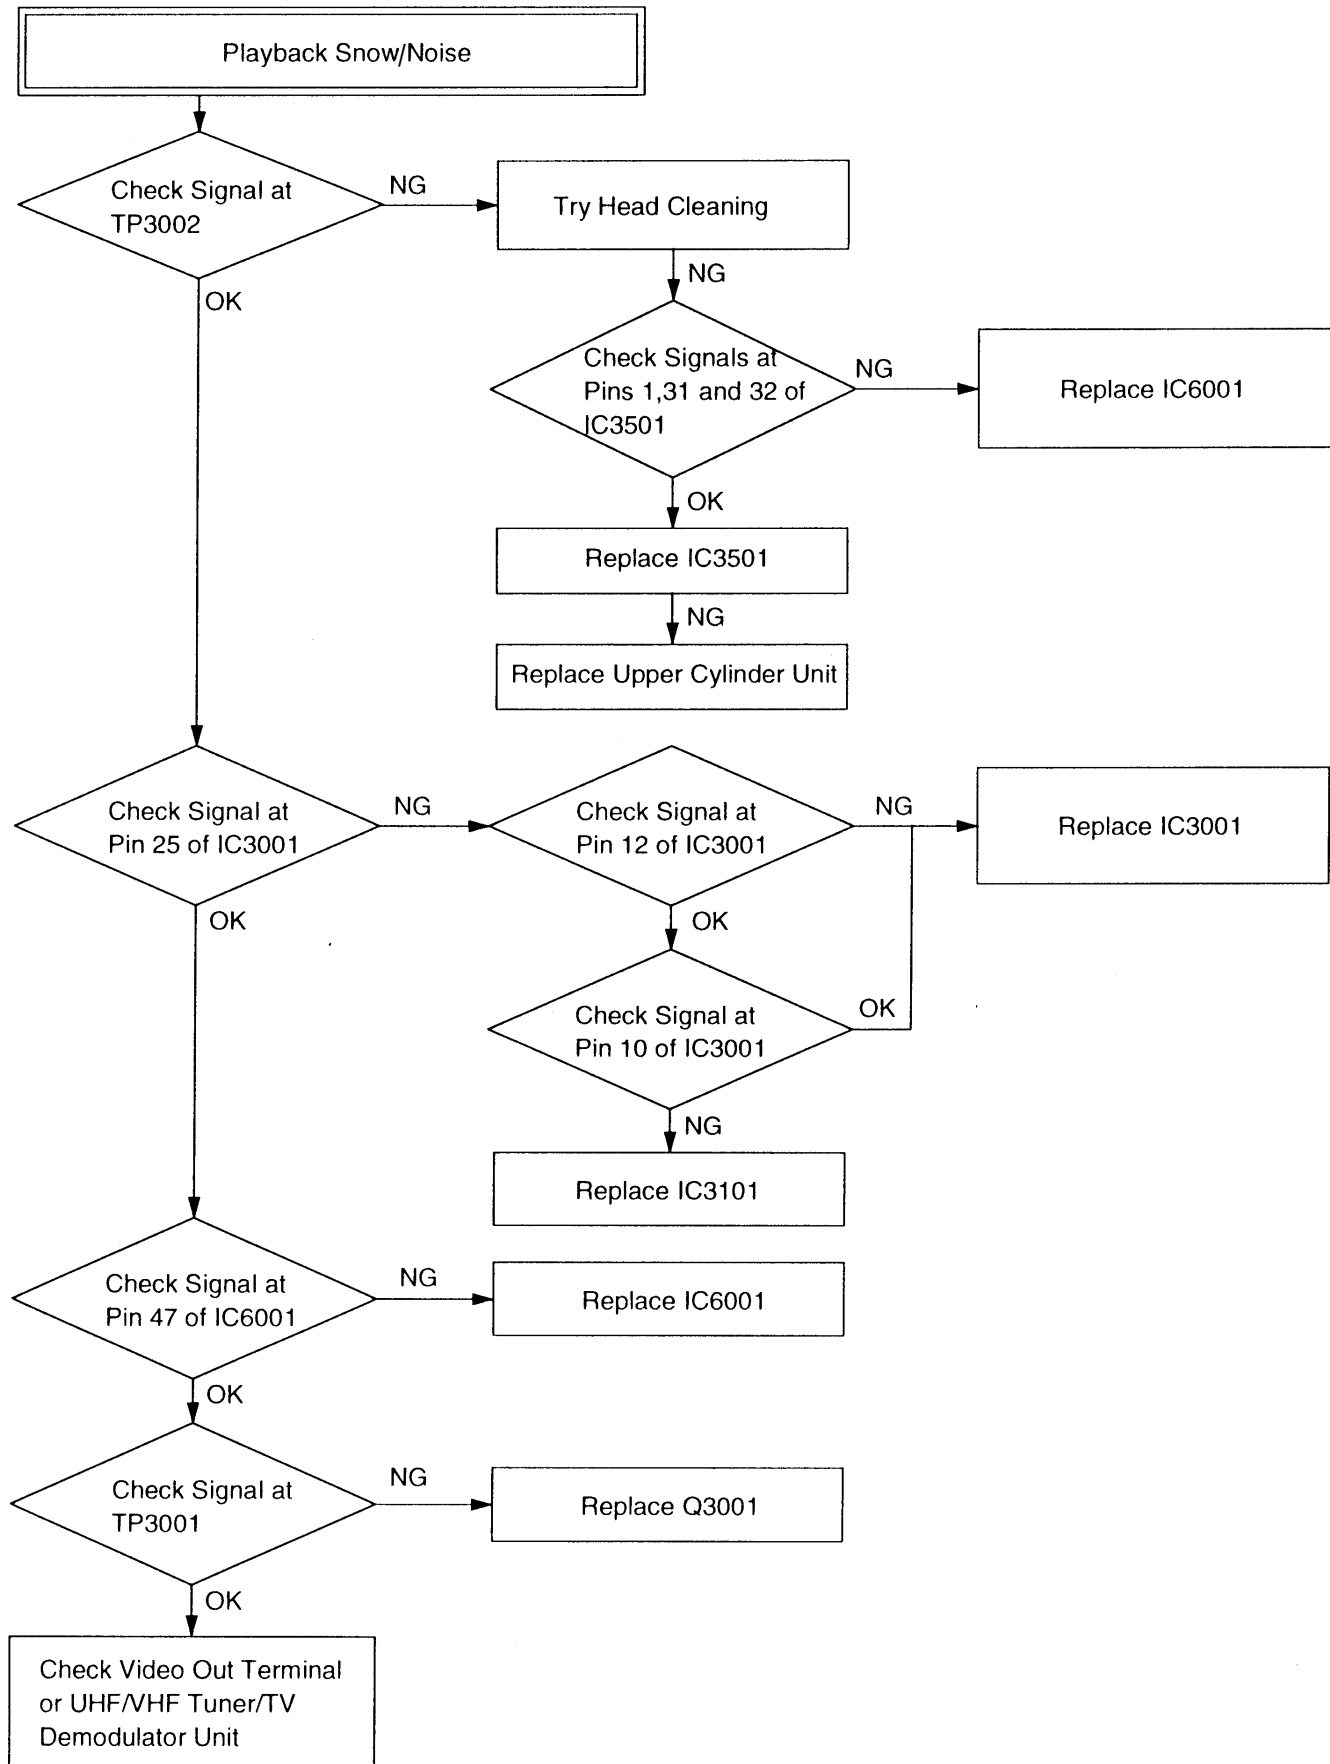 Playback Snow/Noise
Check Signal at
TP3002
NG
Try Head Cleaning
OK
NG
Check Signals at
Pins 1,31 and 32 of
IC3501
NG
Replace IC6001
OK
Replace IC3501
NG
Replace Upper Cylinder Unit
Check Signal at
Pin 25 of IC3001
NG
Check Signal at
Pin 12 of IC3001
NG
Replace IC3001
OK
OK
Check Signal at
Pin 10 of IC3001
OK
NG
Replace IC3101
Check Signal at
Pin 47 of IC6001
NG
Replace IC6001
OK
Check Signal at
TP3001
NG
Replace Q3001
OK
Check Video Out Terminal
or UHF/VHF Tuner/TV
Demodulator Unit